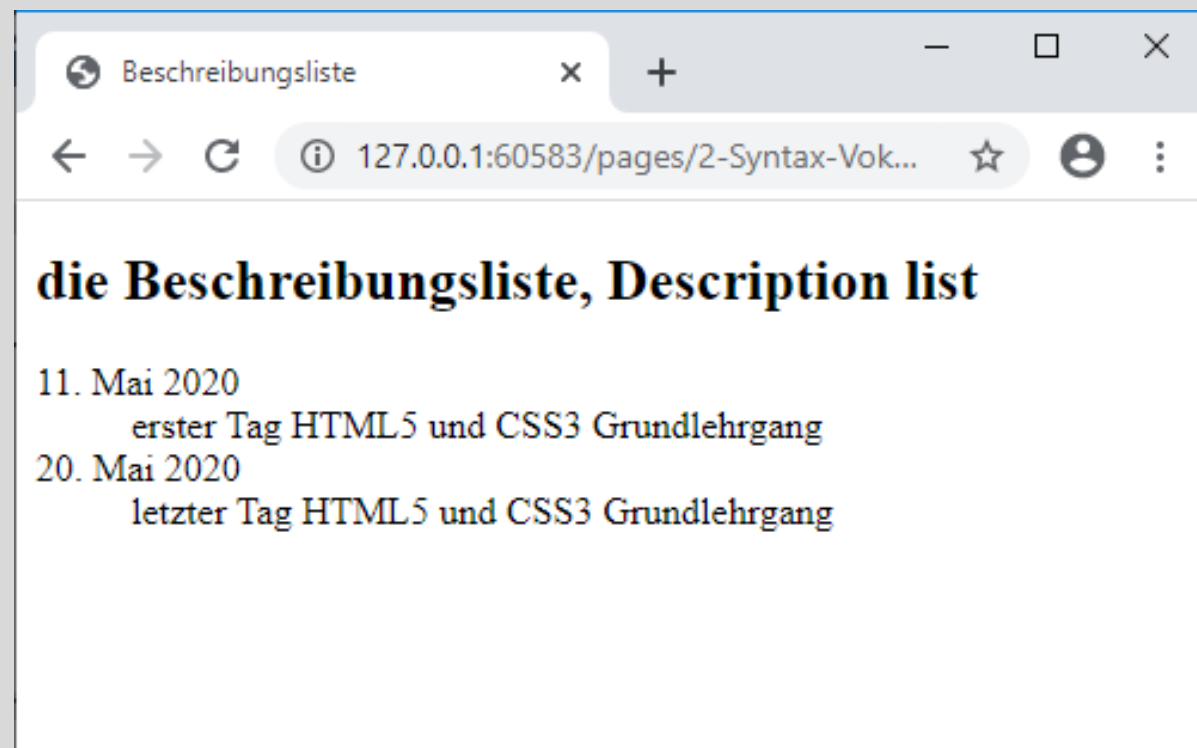 Beschreibungsliste
127.0.0.1:60583/pages/2-Syntax-Vok...
die Beschreibungsliste, Description list
11. Mai 2020
erster Tag HTML5 und CSS3 Grundlehrgang
20. Mai 2020
letzter Tag HTML5 und CSS3 Grundlehrgang